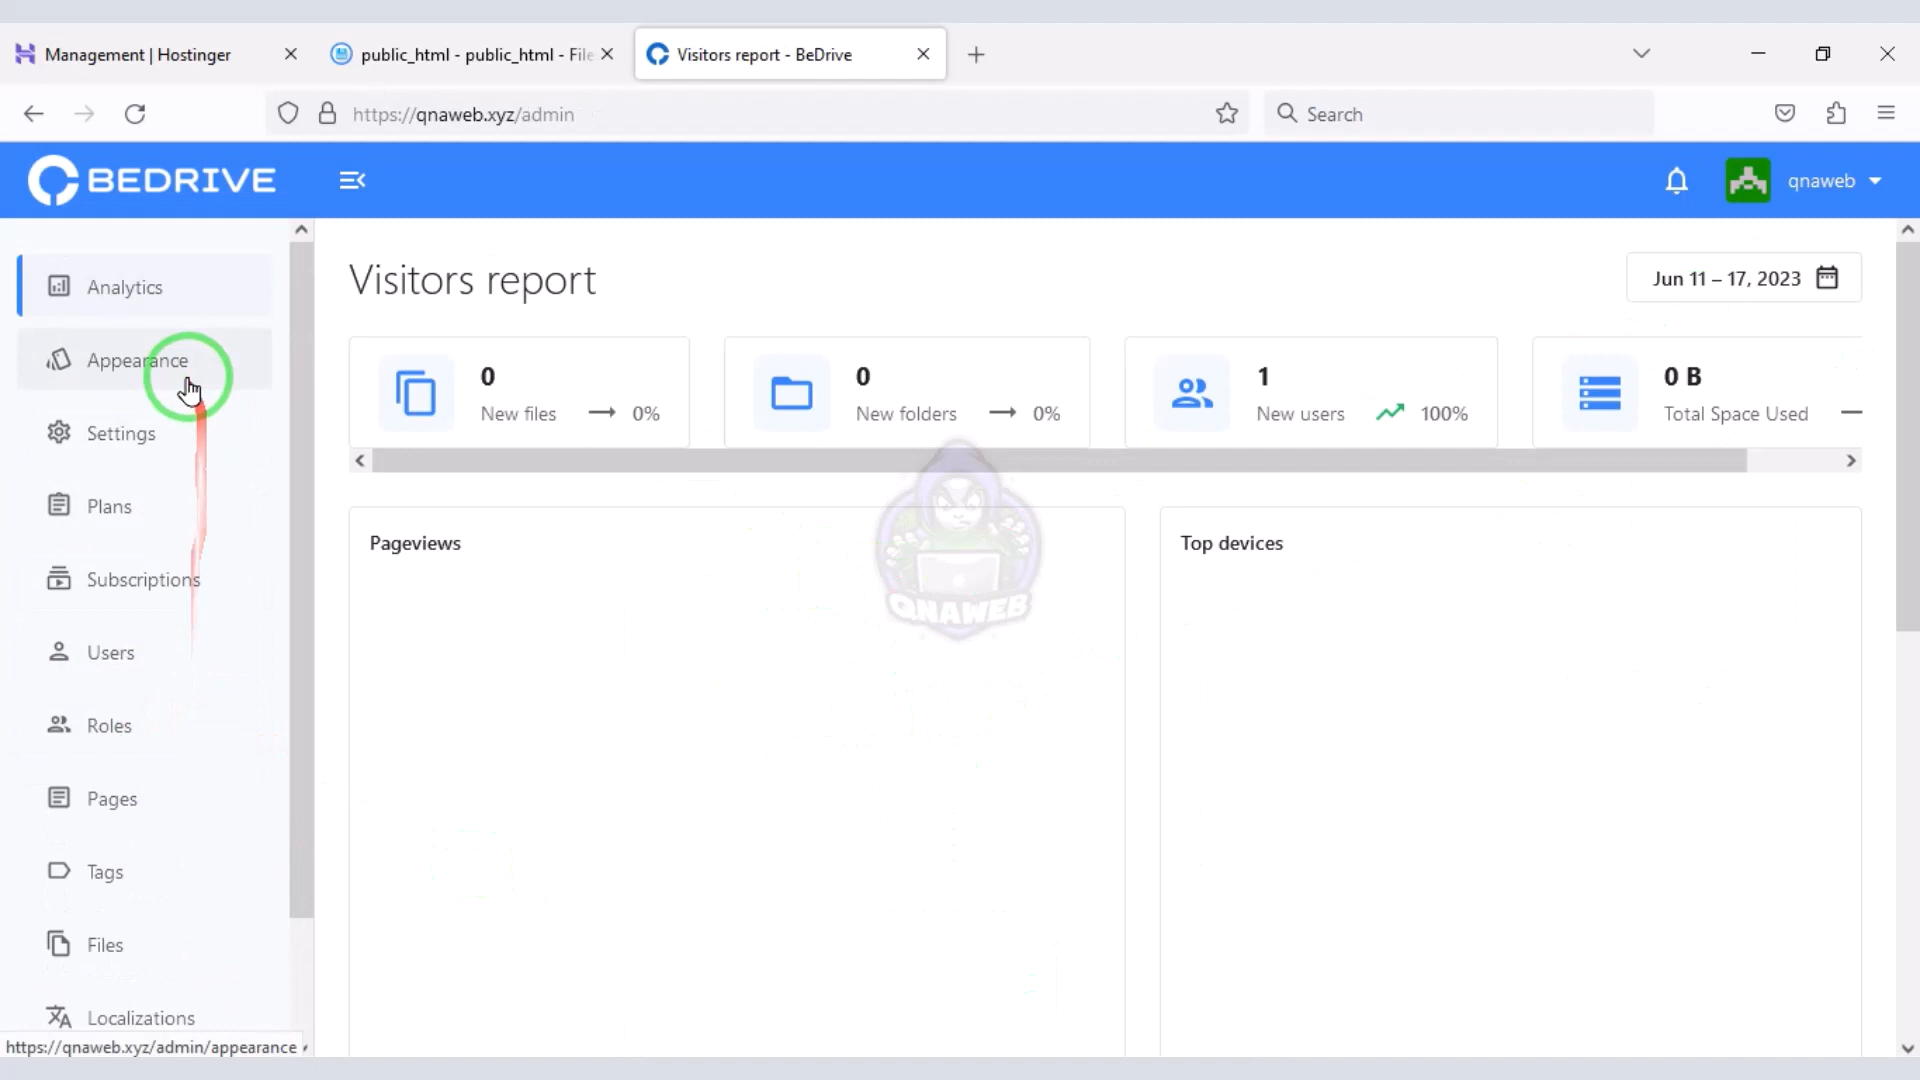 Management | Hostinger
public_html - public_html - File
Visitors report - BeDrive
https://qnaweb.xyz/admin
Search
BEDRIVE
qnaweb
Analytics
Appearance
Settings
Plans
Subscriptions
Users
Roles
Pages
Tags
Files
Localizations
https://qnaweb.xyz/admin/appearance
Visitors report
Jun 11 – 17, 2023
0
New files
0%
0
New folders
0%
1
New users
100%
0 B
Total Space Used
Pageviews
Top devices
QNAWEB